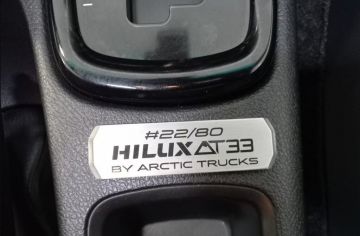 #22/80
HILUX AT33
BY ARCTIC TRUCKS